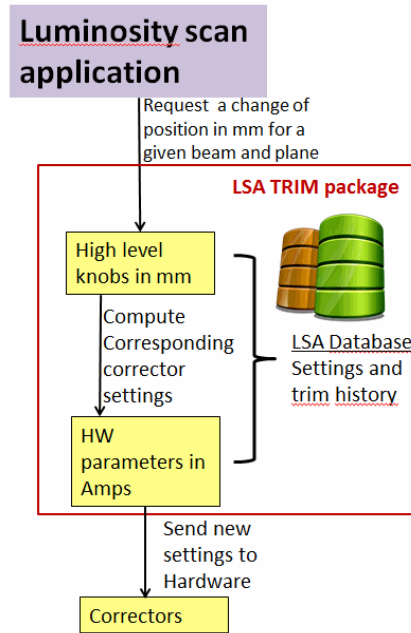 Luminosity scan
application
Request a change of
position in mm for a
given beam and plane
LSA TRIM package
High level
knobs in mm
Compute
Corresponding
corrector
settings
LSA Database
Settings and
trim history
HW
parameters in
Amps
Send new
settings to
Hardware
Correctors